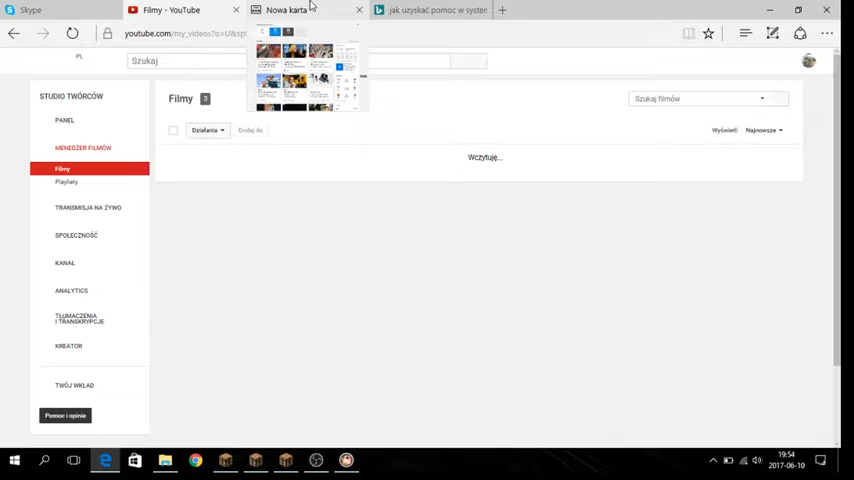 Skype
Filmy - YouTube
Nowa karta
jak uzyskać pomoc w system
youtube.com/my_videos?o=U&spf
PL
Szukaj
STUDIO TWÓRCÓW
PANEL
MENEDŻER FILMÓW
Filmy
Playlisty
TRANSMISJA NA ŻYWO
SPOŁECZNOŚĆ
KANAŁ
ANALYTICS
TŁUMACZENIA
I TRANSKRYPCJE
KREATOR
TWÓJ WKŁAD
Pomoc i opinie
Filmy 3
Szukaj filmów
Działania
Dodaj do
Wyświetl: Najnowsze
Wczytuję...
19:54
2017-06-10